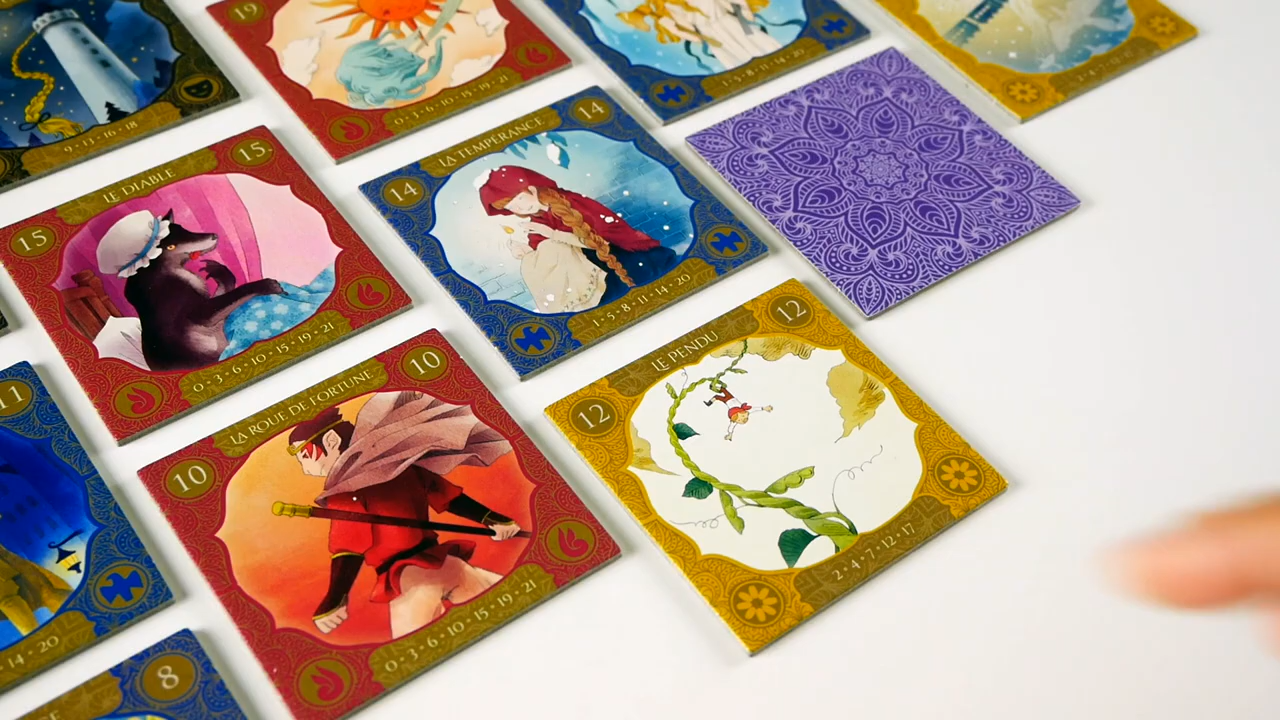 9 • 13 • 16 • 18
19
0 • 3 • 6 • 10 • 15 • 19 • 21
1 • 5 • 8 • 11 • 14 • 20
15
LE DIABLE
15
0 • 3 • 6 • 10 • 15 • 19 • 21
14
LA TEMPÉRANCE
14
1 • 5 • 8 • 11 • 14 • 20
10
LA ROUE DE FORTUNE
10
0 • 3 • 6 • 10 • 15 • 19 • 21
12
LE PENDU
12
2 • 4 • 7 • 12 • 17
11
14 • 20
8